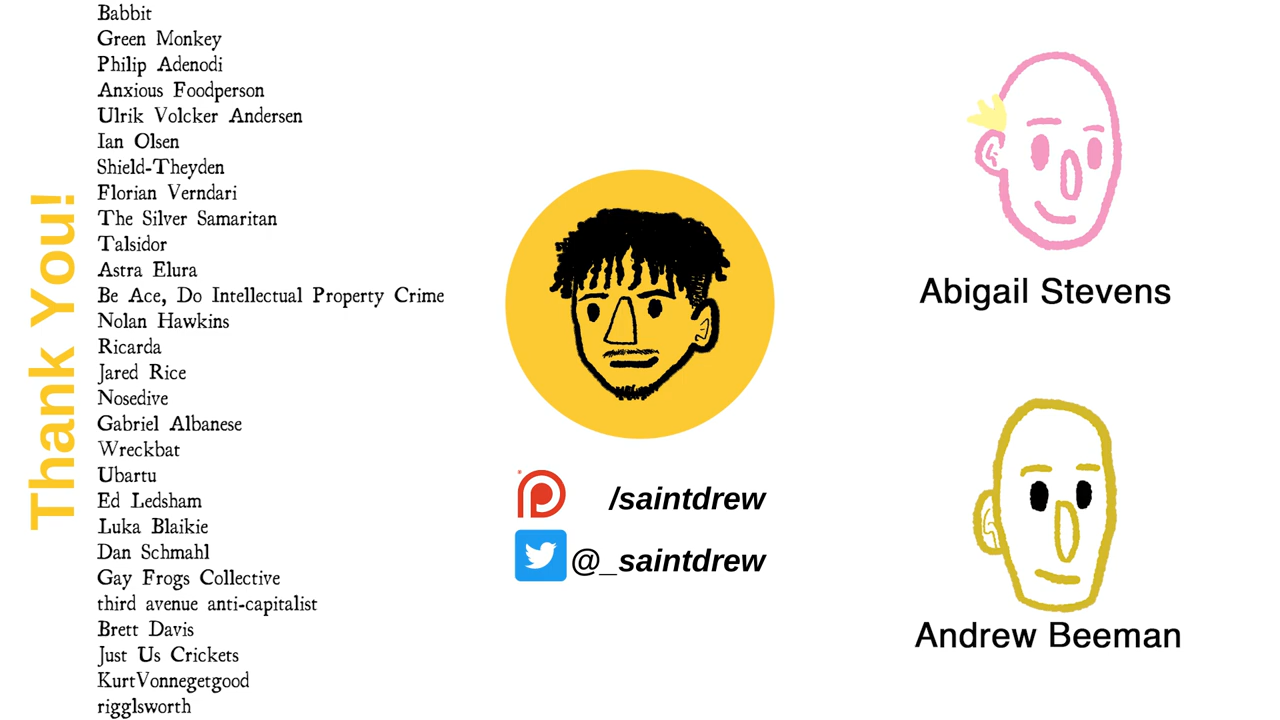 Thank You!
Babbit
Green Monkey
Philip Adenodi
Anxious Foodperson
Ulrik Volcker Andersen
Ian Olsen
Shield-Theyden
Florian Verndari
The Silver Samaritan
Talsidor
Astra Elura
Be Ace, Do Intellectual Property Crime
Nolan Hawkins
Ricarda
Jared Rice
Nosedive
Gabriel Albanese
Wreckbat
Ubartu
Ed Ledsham
Luka Blaikie
Dan Schmahl
Gay Frogs Collective
third avenue anti-capitalist
Brett Davis
Just Us Crickets
KurtVonnegetgood
rigglsworth
/saintdrew
@_saintdrew
Abigail Stevens
Andrew Beeman